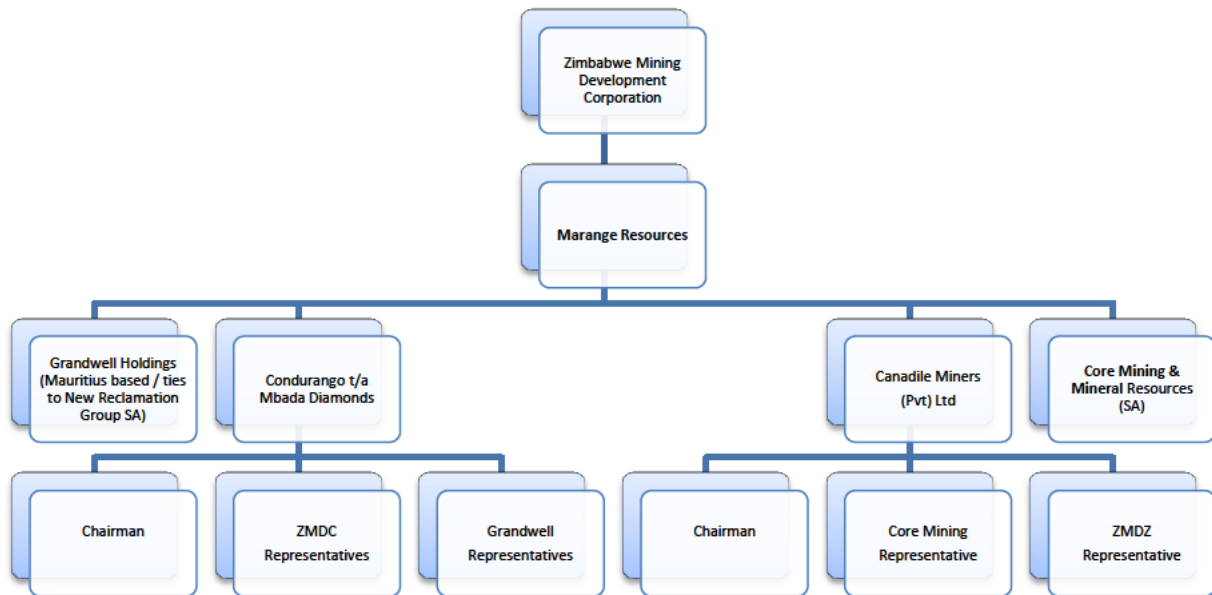 Zimbabwe Mining
Development
Corporation
Marange Resources
Grandwell Holdings
(Mauritius based / ties
to New Reclamation
Group SA)
Condurango t/a
Mbada Diamonds
Canadile Miners
(Pvt) Ltd
Core Mining &
Mineral Resources
(SA)
Chairman
ZMDC
Representatives
Grandwell
Representatives
Chairman
Core Mining
Representative
ZMDZ
Representative